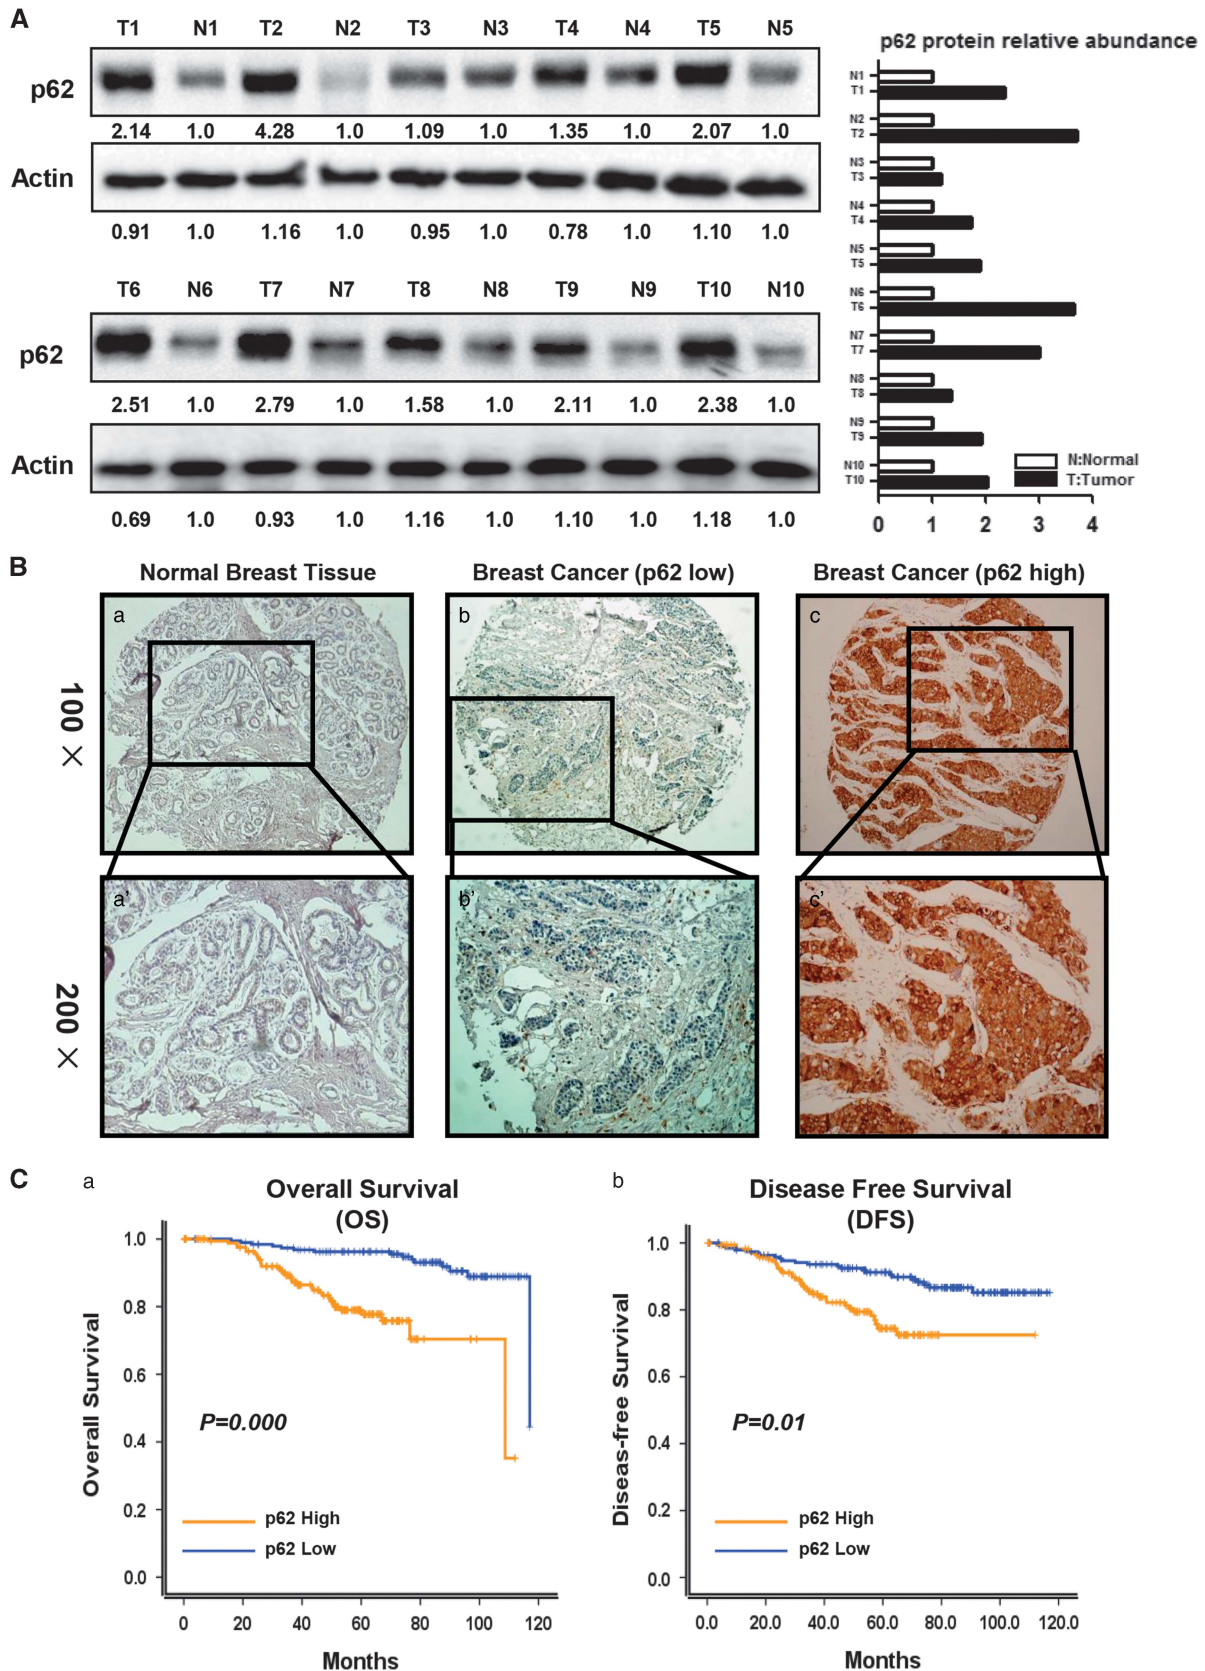 A
T1 N1 T2 N2 T3 N3 T4 N4 T5 N5
p62
2.14 1.0 4.28 1.0 1.09 1.0 1.35 1.0 2.07 1.0
Actin
0.91 1.0 1.16 1.0 0.95 1.0 0.78 1.0 1.10 1.0
T6 N6 T7 N7 T8 N8 T9 N9 T10 N10
p62
2.51 1.0 2.79 1.0 1.58 1.0 2.11 1.0 2.38 1.0
Actin
0.69 1.0 0.93 1.0 1.16 1.0 1.10 1.0 1.18 1.0
p62 protein relative abundance
N1
T1
N2
T2
N3
T3
N4
T4
N5
T5
N6
T6
N7
T7
N8
T8
N9
T9
N10
T10
N:Normal
T:Tumor
0 1 2 3 4
B
Normal Breast Tissue
Breast Cancer (p62 low)
Breast Cancer (p62 high)
100 ×
a
b
c
200 ×
a'
b'
c'
C
a
Overall Survival
(OS)
Overall Survival
1.0
0.8
0.6
0.4
0.2
0.0
P=0.000
p62 High
p62 Low
0 20 40 60 80 100 120
Months
b
Disease Free Survival
(DFS)
Diseas-free Survival
1.0
0.8
0.6
0.4
0.2
0.0
P=0.01
p62 High
p62 Low
0.0 20.0 40.0 60.0 80.0 100.0 120.0
Months